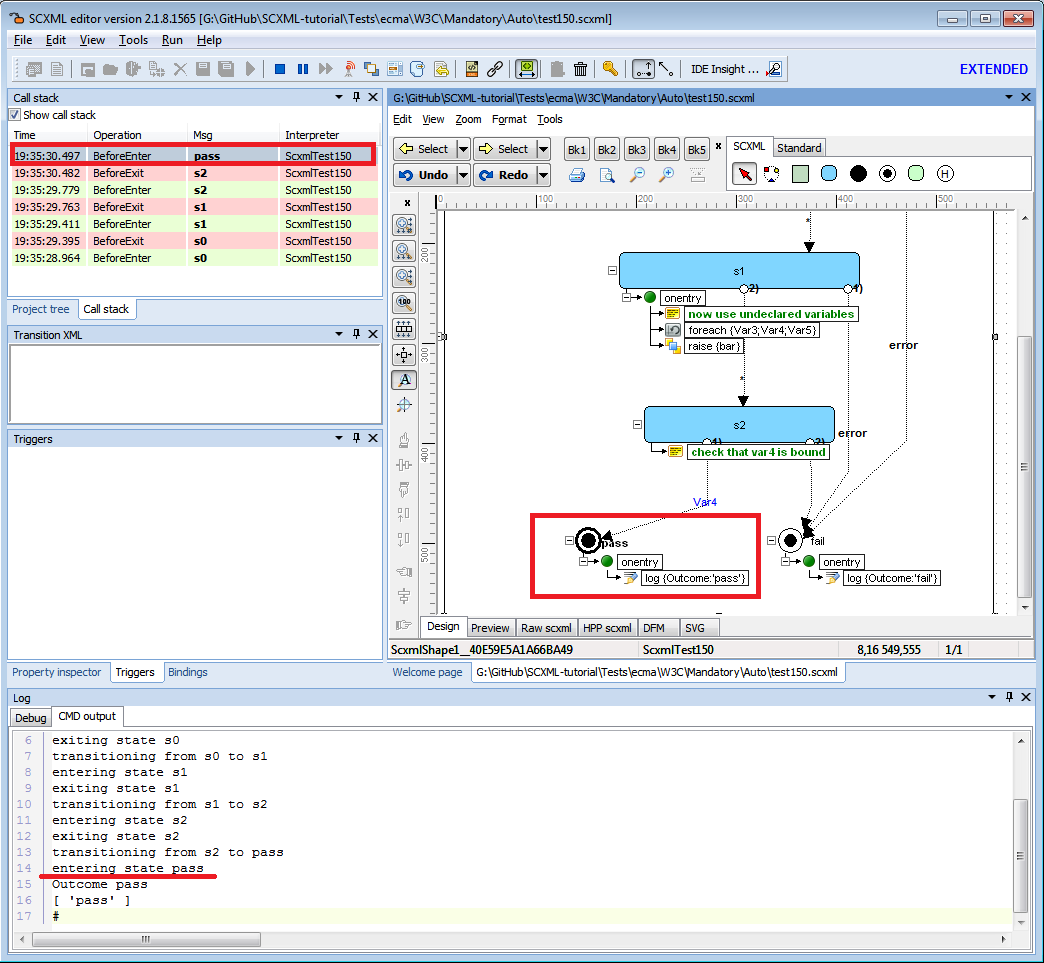 SCXML editor version 2.1.8.1565 [G:\GitHub\SCXML-tutorial\Tests\ecma\W3C\Mandatory\Auto\test150.scxml]
File Edit View Tools Run Help
IDE Insight ... EXTENDED
Call stack
Show call stack
Time Operation Msg Interpreter
19:35:30.497 BeforeEnter pass ScxmlTest150
19:35:30.482 BeforeExit s2 ScxmlTest150
19:35:29.779 BeforeEnter s2 ScxmlTest150
19:35:29.763 BeforeExit s1 ScxmlTest150
19:35:29.411 BeforeEnter s1 ScxmlTest150
19:35:29.395 BeforeExit s0 ScxmlTest150
19:35:28.964 BeforeEnter s0 ScxmlTest150
Project tree Call stack
Transition XML
Triggers
Property inspector Triggers Bindings
G:\GitHub\SCXML-tutorial\Tests\ecma\W3C\Mandatory\Auto\test150.scxml
Edit View Zoom Format Tools
Select Select Bk1 Bk2 Bk3 Bk4 Bk5 SCXML Standard
Undo Redo H
0 100 200 300 400 500
200
300
400
500
100
A
*
s1
2) 1)
onentry
now use undeclared variables
foreach {Var3;Var4;Var5}
raise {bar}
error
*
s2
1) 2) error
check that var4 is bound
Var4
pass fail
onentry onentry
log {Outcome:'pass'} log {Outcome:'fail'}
Design Preview Raw scxml HPP scxml DFM SVG
ScxmlShape1__40E59E5A1A66BA49 ScxmlTest150 8,16 549,555 1/1
Welcome page G:\GitHub\SCXML-tutorial\Tests\ecma\W3C\Mandatory\Auto\test150.scxml
Log
Debug CMD output
6 exiting state s0
7 transitioning from s0 to s1
8 entering state s1
9 exiting state s1
10 transitioning from s1 to s2
11 entering state s2
12 exiting state s2
13 transitioning from s2 to pass
14 entering state pass
15 Outcome pass
16 [ 'pass' ]
17 #